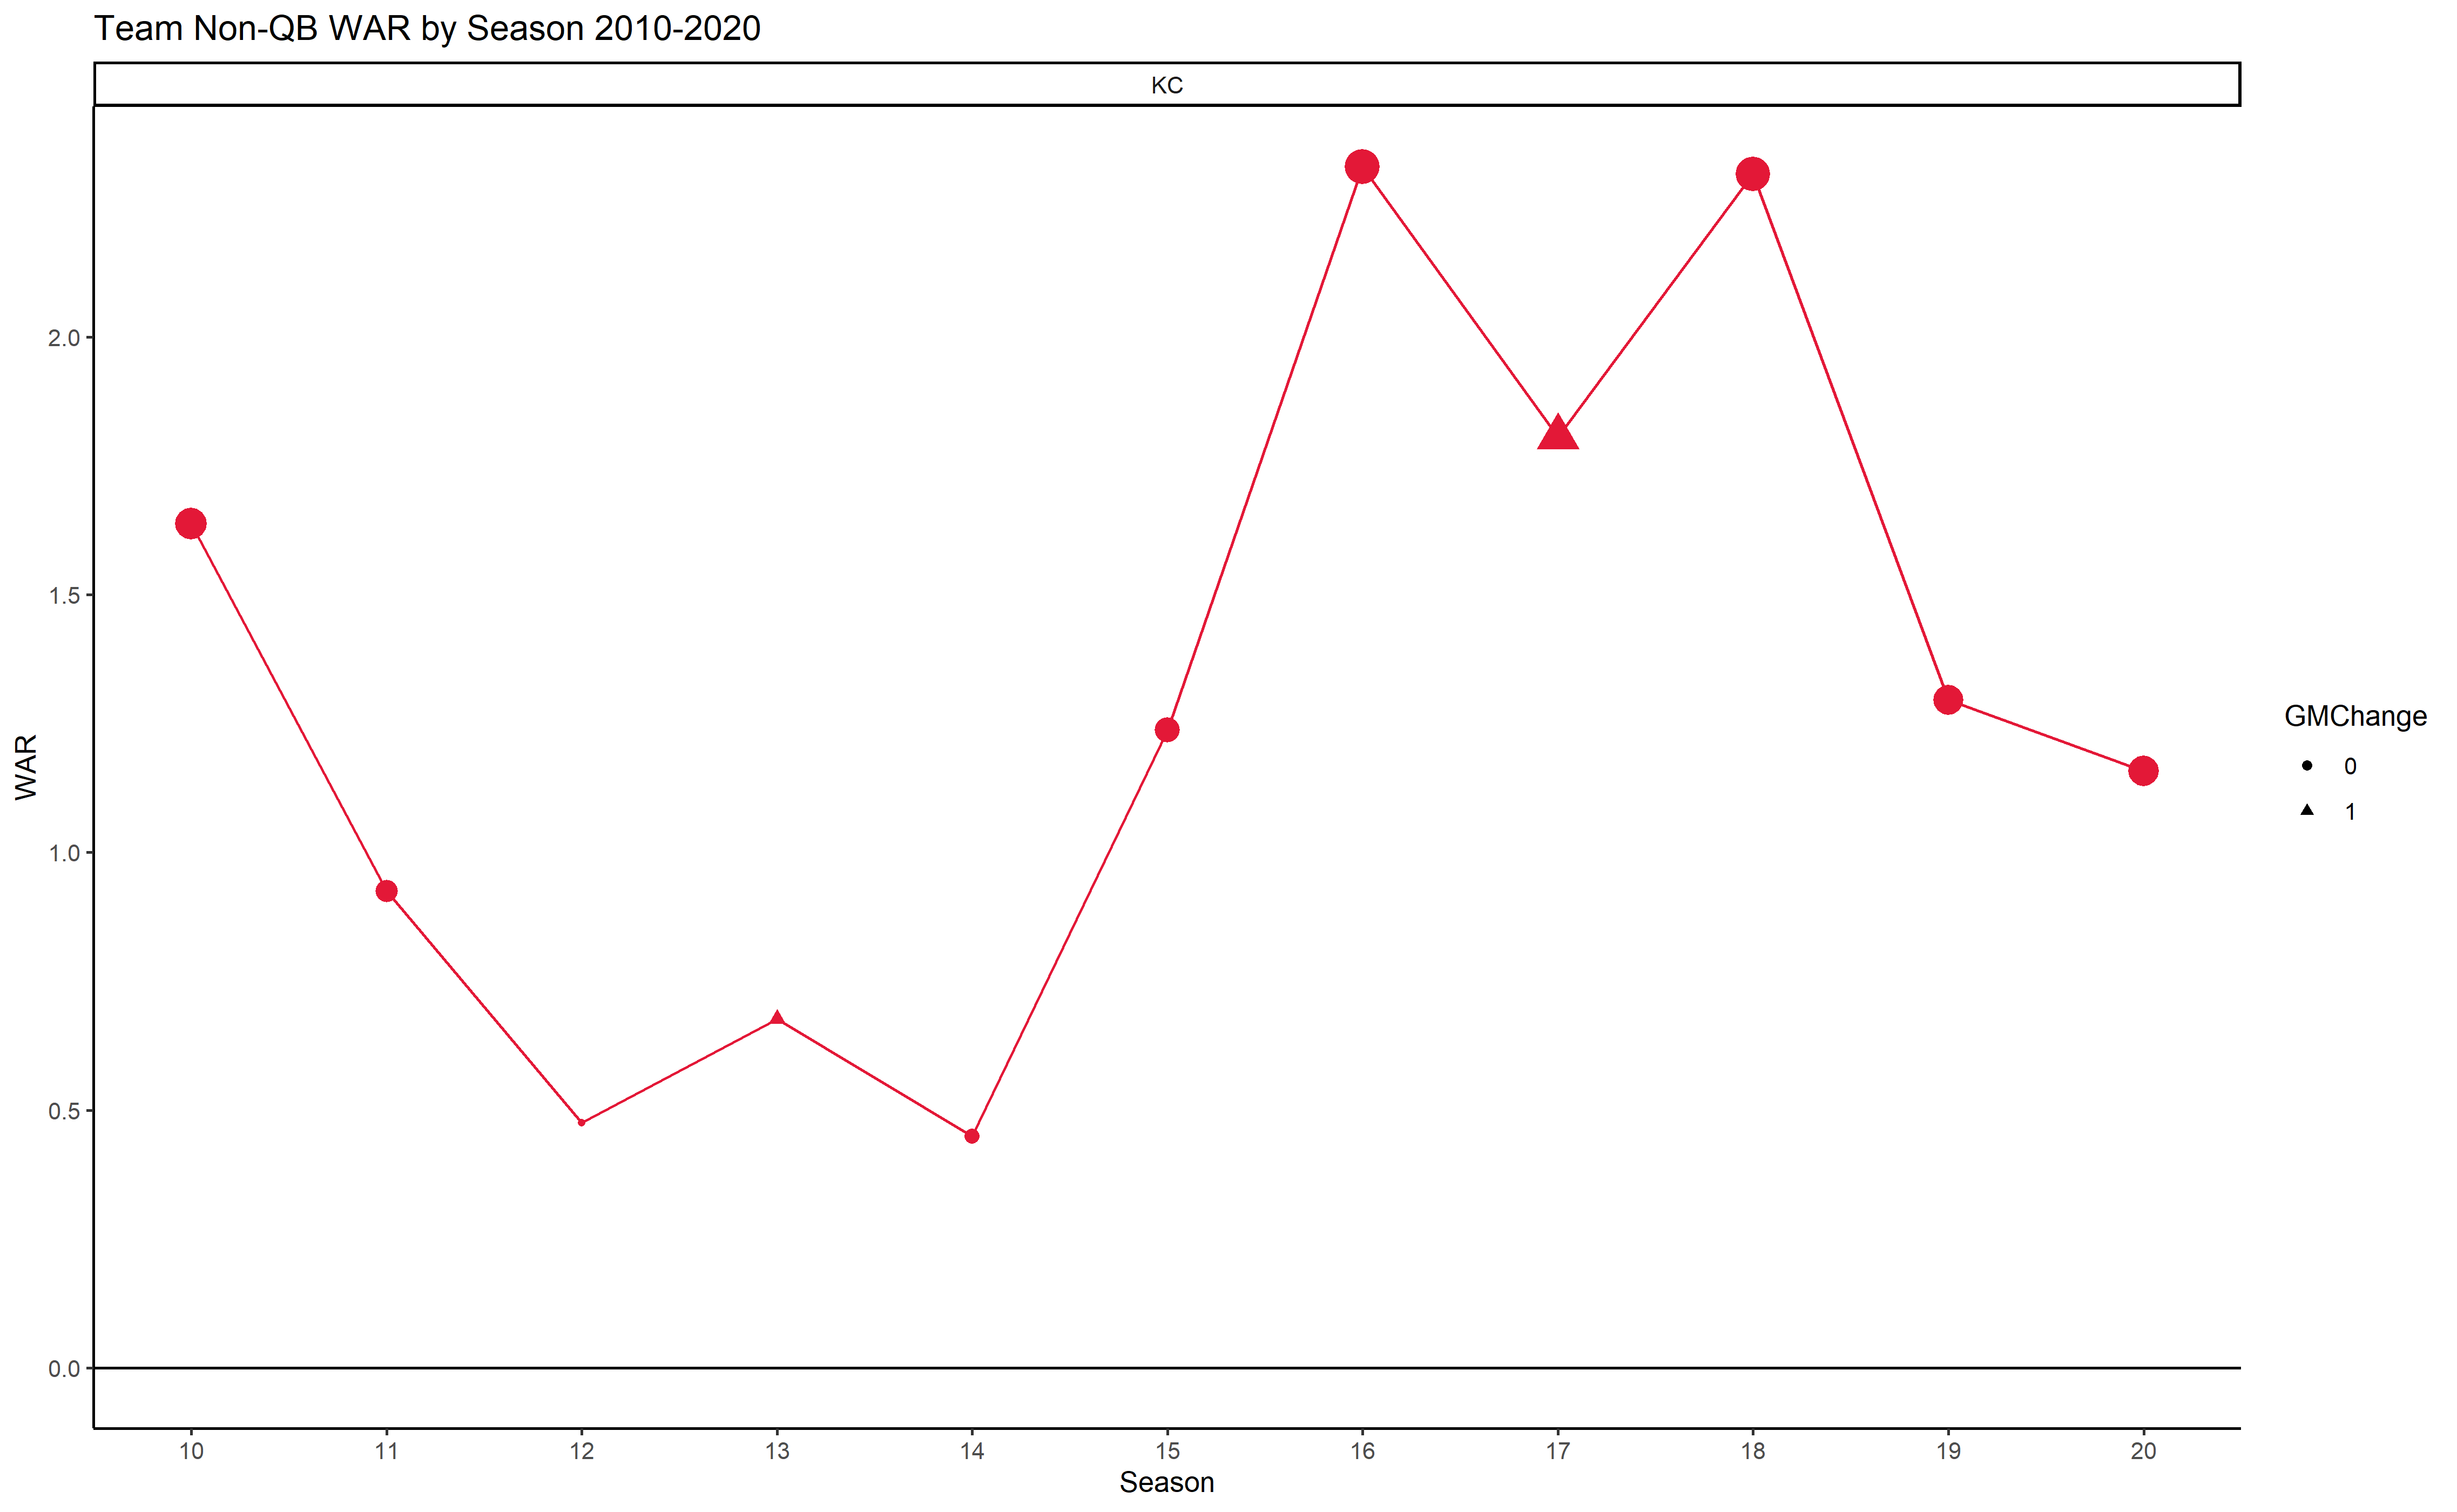 Team Non-QB WAR by Season 2010-2020
KC
WAR
2.0
1.5
1.0
0.5
0.0
10 11 12 13 14 15 16 17 18 19 20
Season
GMChange
0
1